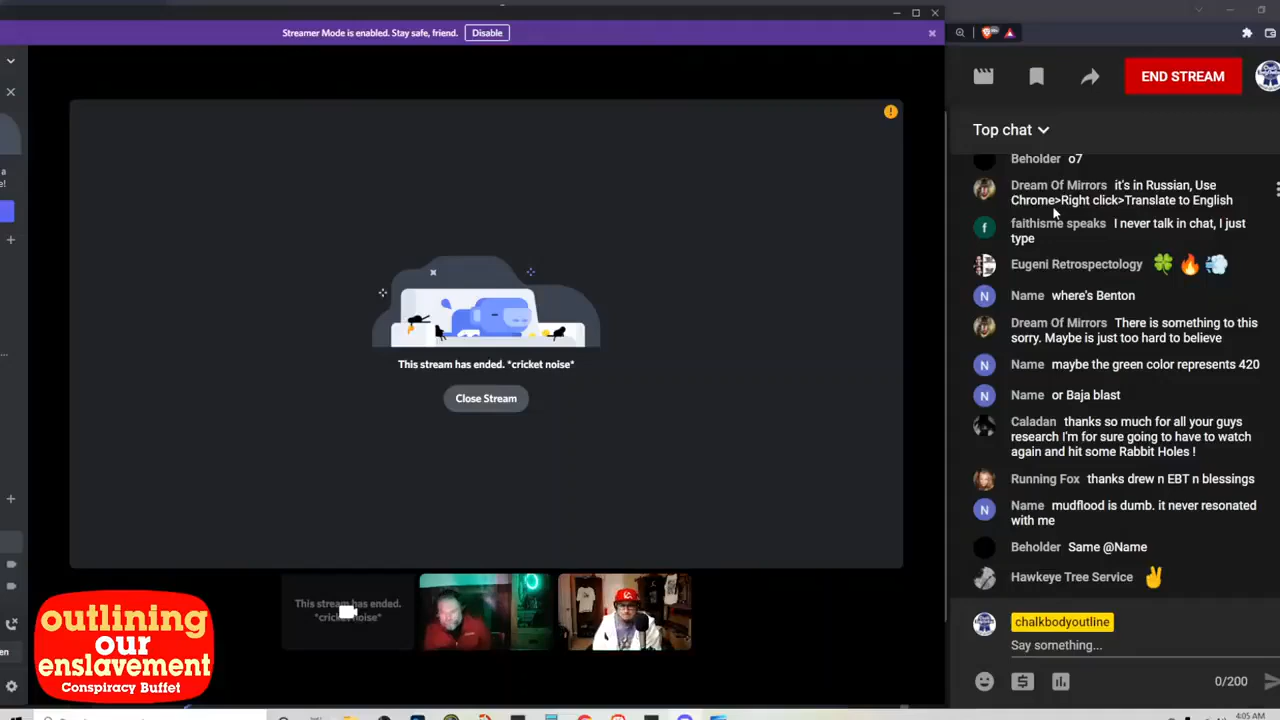 Streamer Mode is enabled. Stay safe, friend.
Disable
END STREAM
Top chat
Beholder o7
Dream Of Mirrors it's in Russian, Use
Chrome>Right click>Translate to English
faithisme speaks I never talk in chat, I just
type
Eugeni Retrospectology 🍀🔥💨
Name where's Benton
Dream Of Mirrors There is something to this
sorry. Maybe is just too hard to believe
Name maybe the green color represents 420
Name or Baja blast
Caladan thanks so much for all your guys
research I'm for sure going to have to watch
again and hit some Rabbit Holes !
Running Fox thanks drew n EBT n blessings
Name mudflood is dumb. it never resonated
with me
Beholder Same @Name
Hawkeye Tree Service ✌
chalkbodyoutline
Say something...
0/200
This stream has ended. *cricket noise*
Close Stream
This stream has ended.
*cricket noise*
outlining
our
enslavement
Conspiracy Buffet
4:05 AM